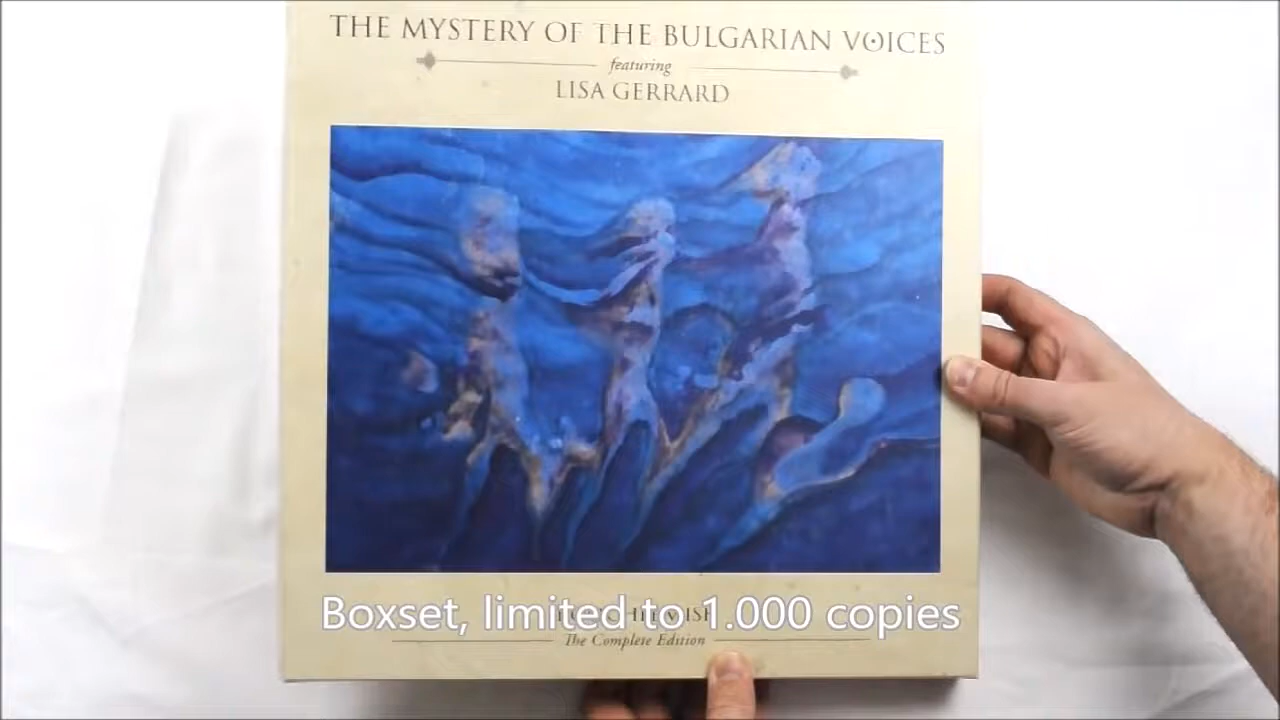 THE MYSTERY OF THE BULGARIAN VOICES
featuring
LISA GERRARD
Boxset, limited to 1.000 copies
The Complete Edition